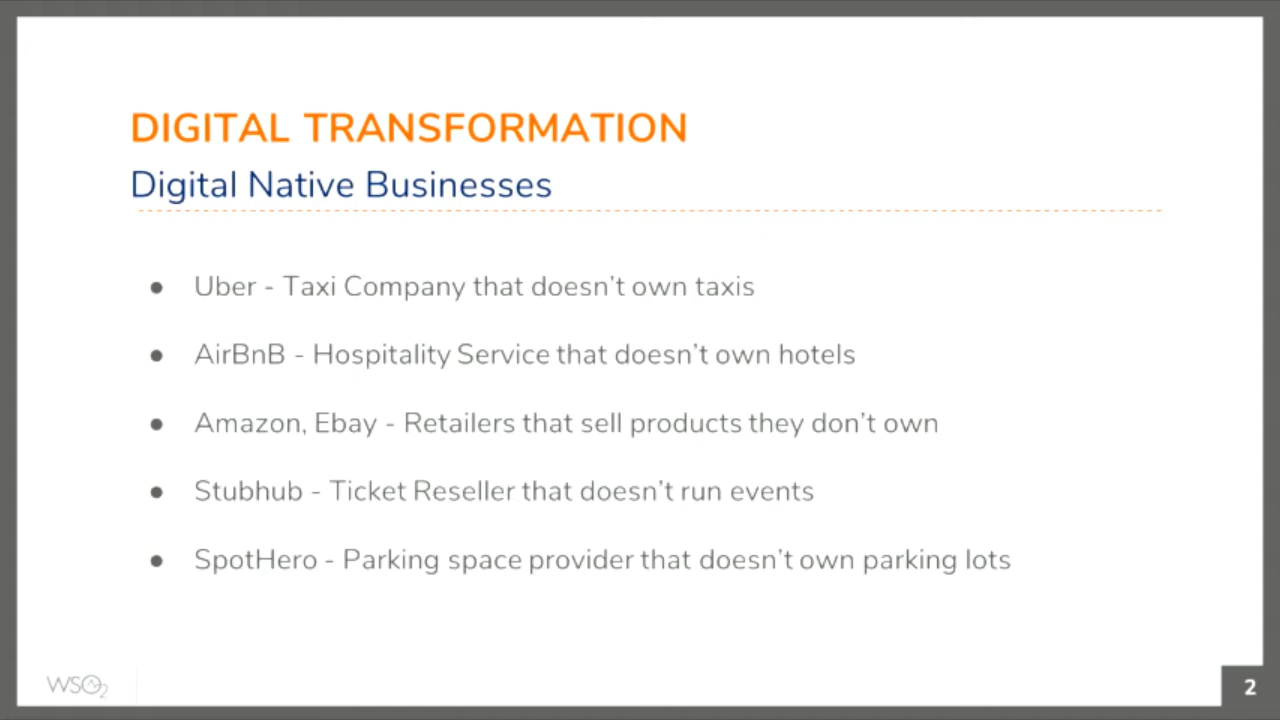 DIGITAL TRANSFORMATION
Digital Native Businesses
● Uber - Taxi Company that doesn't own taxis
● AirBnB - Hospitality Service that doesn't own hotels
● Amazon, Ebay - Retailers that sell products they don't own
● Stubhub - Ticket Reseller that doesn't run events
● SpotHero - Parking space provider that doesn't own parking lots
WSO2
2